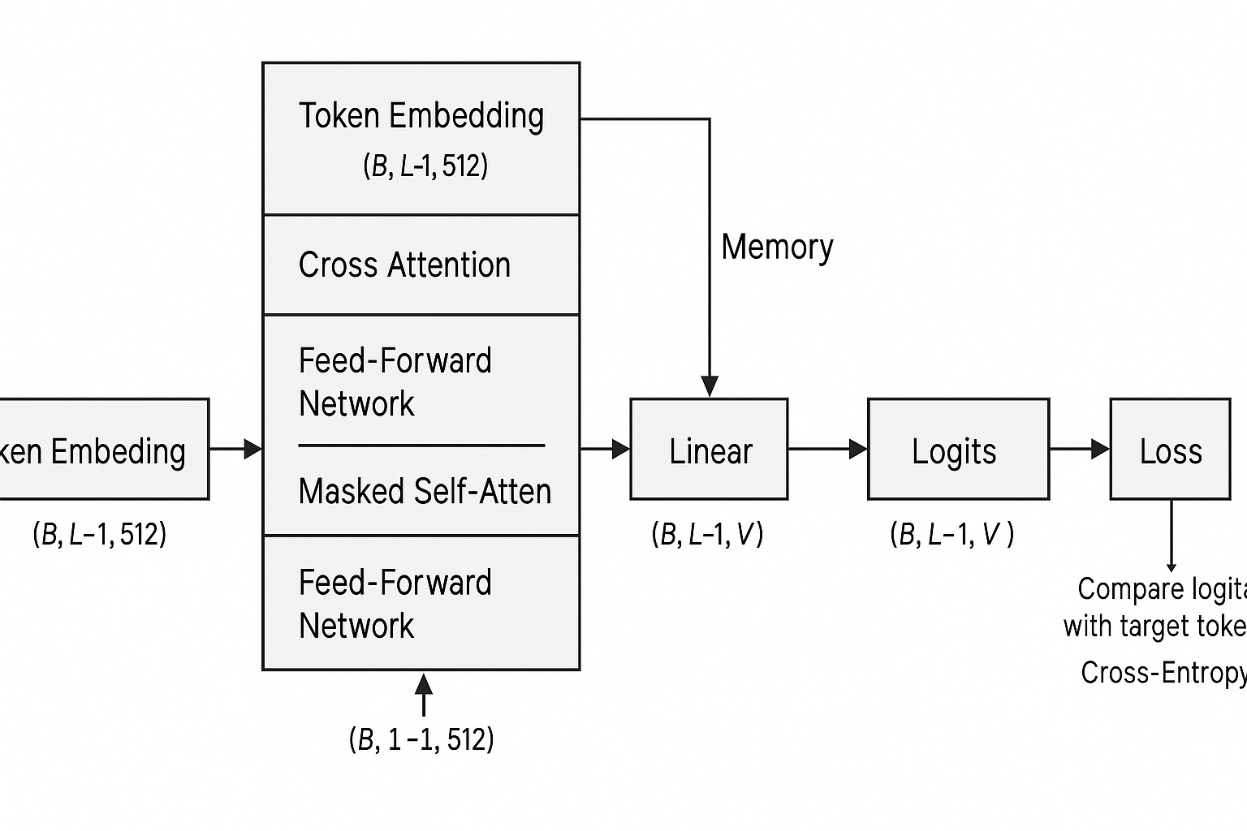 Token Embedding
(B, L-1, 512)
Cross Attention
Memory
Feed-Forward
Network
ken Embeding
(B, L-1, 512)
Masked Self-Atten
Feed-Forward
Network
(B, 1-1, 512)
Linear
(B, L-1, V)
Logits
(B, L-1, V )
Loss
Compare logita
with target toke
Cross-Entropy